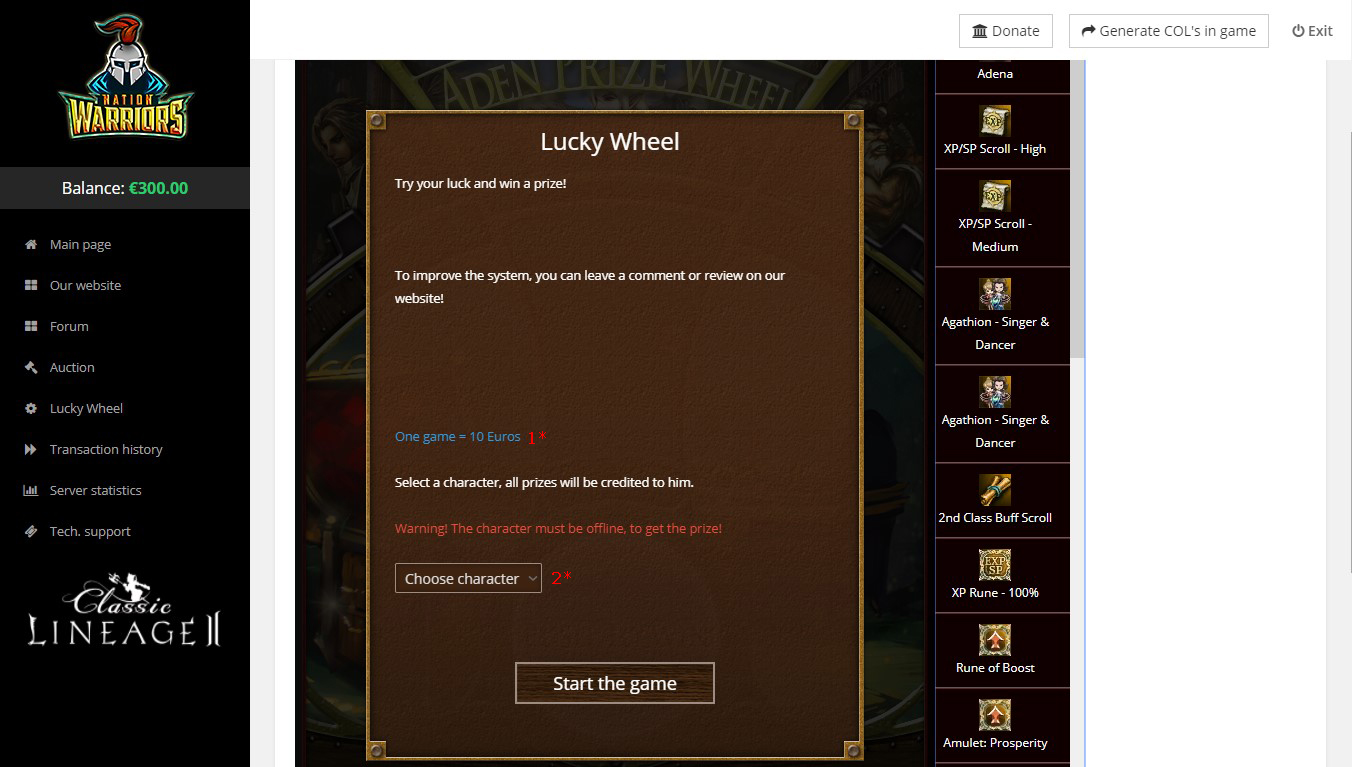 NATION
WARRIORS
Balance: €300.00
Main page
Our website
Forum
Auction
Lucky Wheel
Transaction history
Server statistics
Tech. support
Classic
LINEAGE II
Donate
Generate COL's in game
Exit
ADEN PRIZE WHEEL
Lucky Wheel
Try your luck and win a prize!
To improve the system, you can leave a comment or review on our
website!
One game = 10 Euros 1*
Select a character, all prizes will be credited to him.
Warning! The character must be offline, to get the prize!
Choose character 2*
Start the game
Adena
EXP
XP/SP Scroll - High
EXP
XP/SP Scroll -
Medium
Agathion - Singer &
Dancer
Agathion - Singer &
Dancer
2nd Class Buff Scroll
EXP
SP
XP Rune - 100%
Rune of Boost
Amulet: Prosperity